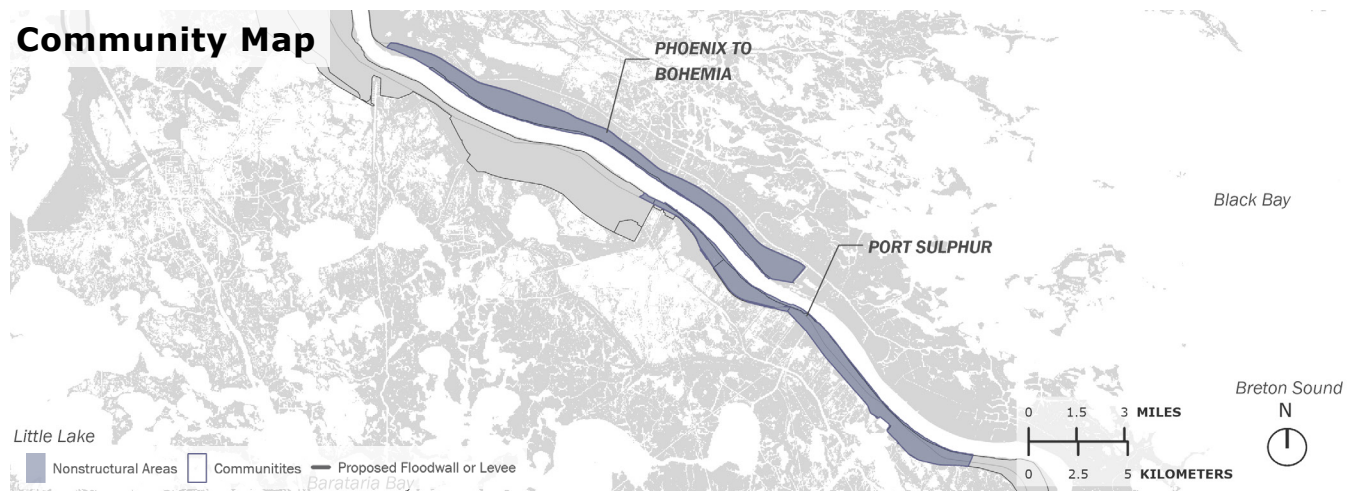 Community Map
PHOENIX TO
BOHEMIA
Black Bay
PORT SULPHUR
Breton Sound
N
0 1.5 3 MILES
0 2.5 5 KILOMETERS
Little Lake
Nonstructural Areas
Communitites
Proposed Floodwall or Levee
Barataria Bay